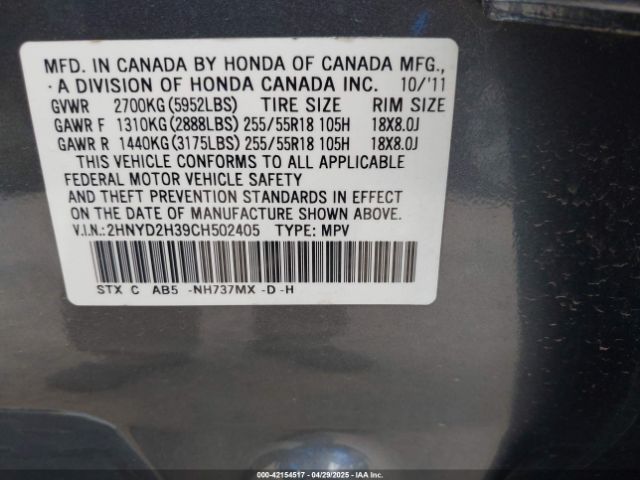 MFD. IN CANADA BY HONDA OF CANADA MFG.,
A DIVISION OF HONDA CANADA INC. 10/'11
GVWR 2700KG (5952LBS) TIRE SIZE RIM SIZE
GAWR F 1310KG (2888LBS) 255/55R18 105H 18X8.0J
GAWR R 1440KG (3175LBS) 255/55R18 105H 18X8.0J
THIS VEHICLE CONFORMS TO ALL APPLICABLE
FEDERAL MOTOR VEHICLE SAFETY
AND THEFT PREVENTION STANDARDS IN EFFECT
ON THE DATE OF MANUFACTURE SHOWN ABOVE.
V.I.N.:2HNYD2H39CH502405 TYPE: MPV
STX C AB5 -NH737MX -D -H
000-42154517 04/29/2025 IAAI.COM